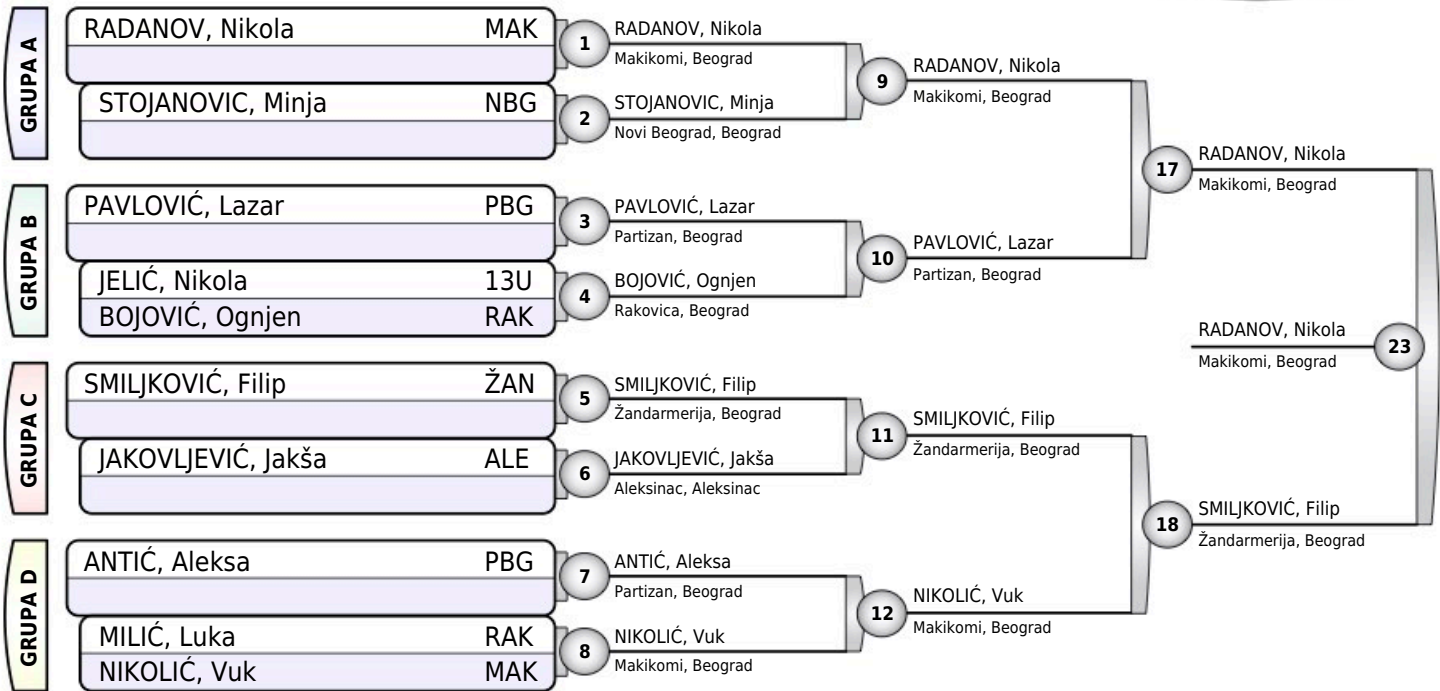 GRUPA A
RADANOV, Nikola MAK
STOJANOVIC, Minja NBG
GRUPA B
PAVLOVIĆ, Lazar PBG
JELIĆ, Nikola 13U
BOJOVIĆ, Ognjen RAK
GRUPA C
SMILJKOVIĆ, Filip ŽAN
JAKOVLJEVIĆ, Jakša ALE
GRUPA D
ANTIĆ, Aleksa PBG
MILIĆ, Luka RAK
NIKOLIĆ, Vuk MAK
1
RADANOV, Nikola
Makikomi, Beograd
2
STOJANOVIC, Minja
Novi Beograd, Beograd
3
PAVLOVIĆ, Lazar
Partizan, Beograd
4
BOJOVIĆ, Ognjen
Rakovica, Beograd
5
SMILJKOVIĆ, Filip
Žandarmerija, Beograd
6
JAKOVLJEVIĆ, Jakša
Aleksinac, Aleksinac
7
ANTIĆ, Aleksa
Partizan, Beograd
8
NIKOLIĆ, Vuk
Makikomi, Beograd
9
RADANOV, Nikola
Makikomi, Beograd
10
PAVLOVIĆ, Lazar
Partizan, Beograd
11
SMILJKOVIĆ, Filip
Žandarmerija, Beograd
12
NIKOLIĆ, Vuk
Makikomi, Beograd
17
RADANOV, Nikola
Makikomi, Beograd
18
SMILJKOVIĆ, Filip
Žandarmerija, Beograd
23
RADANOV, Nikola
Makikomi, Beograd